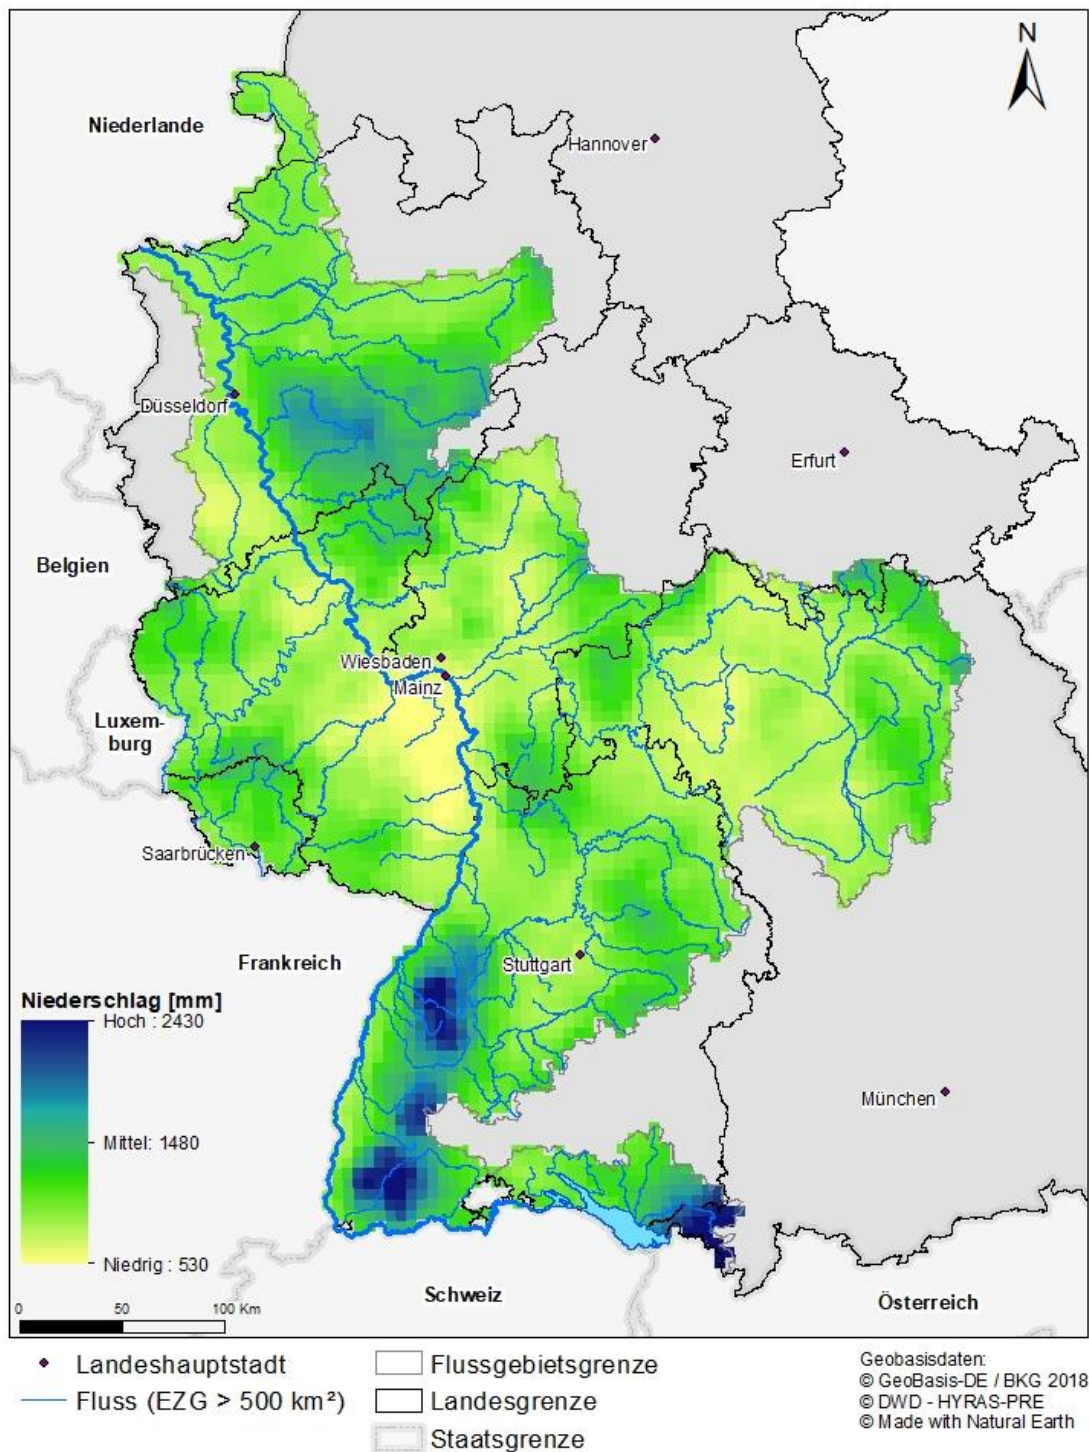 N
Niederlande
Hannover
Düsseldorf
Erfurt
Belgien
Wiesbaden
Mainz
Luxem-
burg
Saarbrücken
Frankreich
Stuttgart
Niederschlag [mm]
Hoch : 2430
Mittel: 1480
Niedrig : 530
München
Schweiz
Österreich
0 50 100 Km
Landeshauptstadt
Fluss (EZG > 500 km²)
Flussgebietsgrenze
Landesgrenze
Staatsgrenze
Geobasisdaten:
© GeoBasis-DE / BKG 2018
© DWD - HYRAS-PRE
© Made with Natural Earth